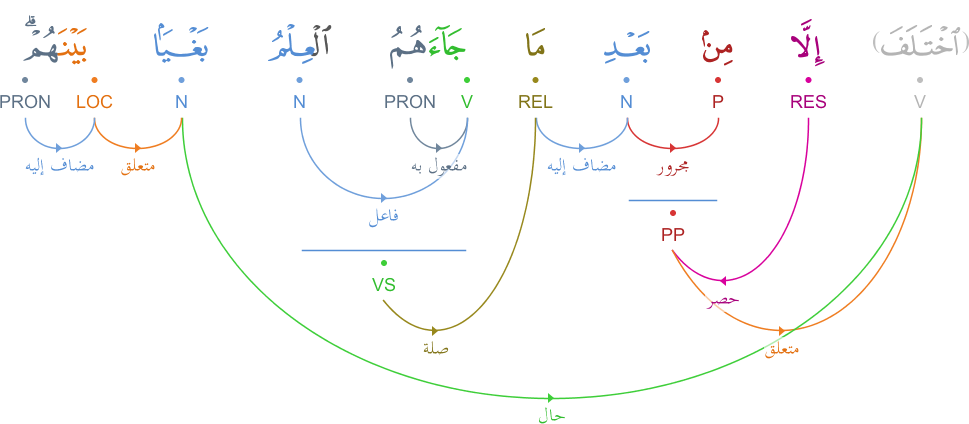 (ٱخْتَلَفَ) إِلَّا مِنۢ بَعْدِ مَا جَآءَهُمُ ٱلْعِلْمُ بَغْيًۢا بَيْنَهُمْ ۗ
V RES P N REL V PRON N N LOC PRON
مجرور مضاف إليه مفعول به متعلق مضاف إليه
فاعل
PP
VS
حصر
صلة متعلق
حال